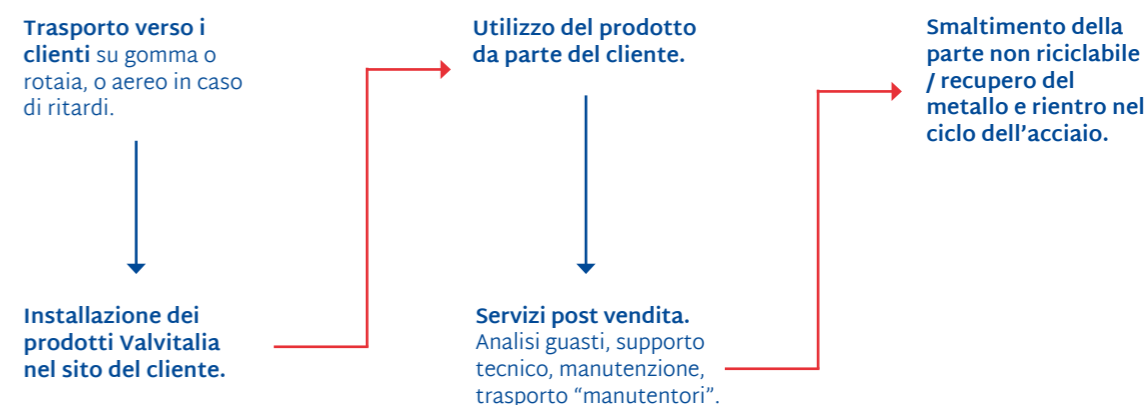 Trasporto verso i
clienti su gomma o
rotaia, o aereo in caso
di ritardi.
Installazione dei
prodotti Valvitalia
nel sito del cliente.
Utilizzo del prodotto
da parte del cliente.
Servizi post vendita.
Analisi guasti, supporto
tecnico, manutenzione,
trasporto “manutentori”.
Smaltimento della
parte non riciclabile
/ recupero del
metallo e rientro nel
ciclo dell’acciaio.